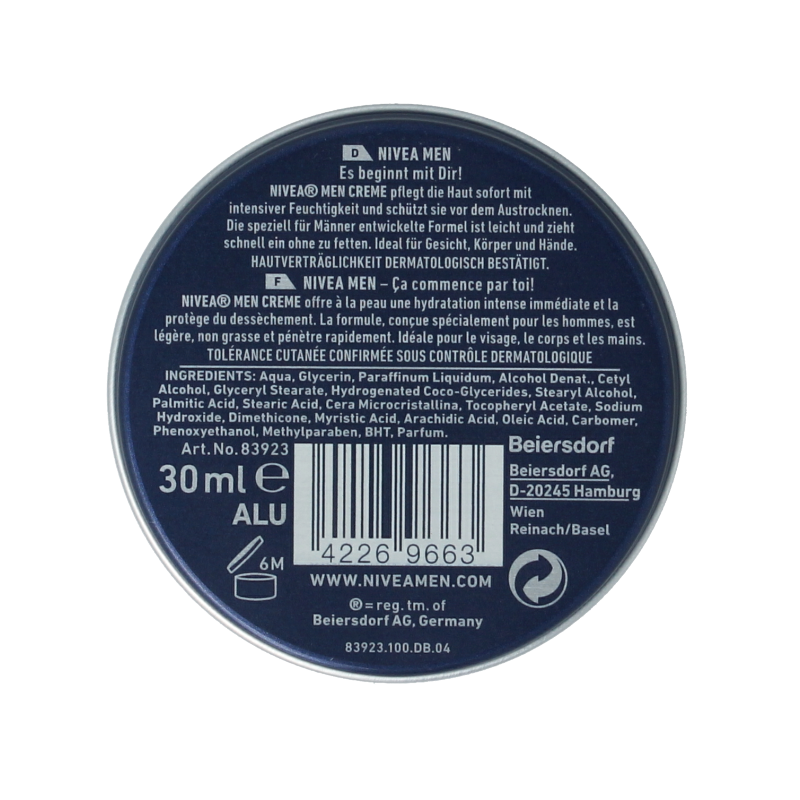 D NIVEA MEN
Es beginnt mit Dir!
NIVEA® MEN CREME pflegt die Haut sofort mit
intensiver Feuchtigkeit und schützt sie vor dem Austrocknen.
Die speziell für Männer entwickelte Formel ist leicht und zieht
schnell ein ohne zu fetten. Ideal für Gesicht, Körper und Hände.
HAUTVERTRÄGLICHKEIT DERMATOLOGISCH BESTÄTIGT.
F NIVEA MEN – Ça commence par toi!
NIVEA® MEN CREME offre à la peau une hydratation intense immédiate et la
protège du dessèchement. La formule, conçue spécialement pour les hommes, est
légère, non grasse et pénètre rapidement. Idéale pour le visage, le corps et les mains.
TOLÉRANCE CUTANÉE CONFIRMÉE SOUS CONTRÔLE DERMATOLOGIQUE
INGREDIENTS: Aqua, Glycerin, Paraffinum Liquidum, Alcohol Denat., Cetyl
Alcohol, Glyceryl Stearate, Hydrogenated Coco-Glycerides, Stearyl Alcohol,
Palmitic Acid, Stearic Acid, Cera Microcristallina, Tocopheryl Acetate, Sodium
Hydroxide, Dimethicone, Myristic Acid, Arachidic Acid, Oleic Acid, Carbomer,
Phenoxyethanol, Methylparaben, BHT, Parfum.
Art.No.83923
30 ml e
ALU
6M
4226 9663
Beiersdorf
Beiersdorf AG,
D-20245 Hamburg
Wien
Reinach/Basel
WWW.NIVEAMEN.COM
® = reg. tm. of
Beiersdorf AG, Germany
83923.100.DB.04